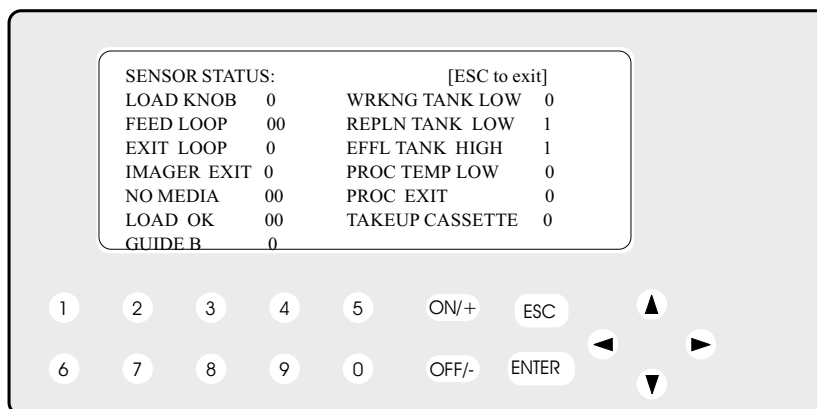 SENSOR STATUS: [ESC to exit]
LOAD KNOB 0 WRKNG TANK LOW 0
FEED LOOP 00 REPLN TANK LOW 1
EXIT LOOP 0 EFFL TANK HIGH 1
IMAGER EXIT 0 PROC TEMP LOW 0
NO MEDIA 00 PROC EXIT 0
LOAD OK 00 TAKEUP CASSETTE 0
GUIDE B 0
1 2 3 4 5 ON/+ ESC
6 7 8 9 0 OFF/- ENTER